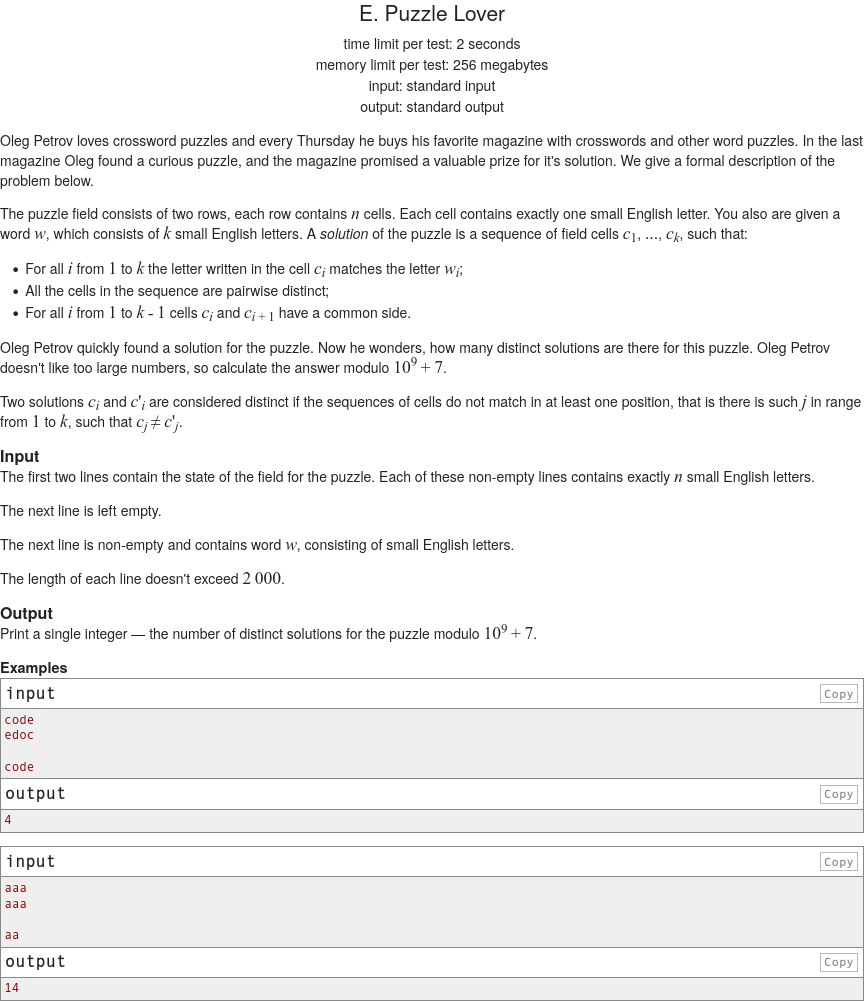 E. Puzzle Lover
time limit per test: 2 seconds
memory limit per test: 256 megabytes
input: standard input
output: standard output
Oleg Petrov loves crossword puzzles and every Thursday he buys his favorite magazine with crosswords and other word puzzles. In the last
magazine Oleg found a curious puzzle, and the magazine promised a valuable prize for it's solution. We give a formal description of the
problem below.
The puzzle field consists of two rows, each row contains n cells. Each cell contains exactly one small English letter. You also are given a
word w, which consists of k small English letters. A solution of the puzzle is a sequence of field cells c1, ..., ck, such that:
• For all i from 1 to k the letter written in the cell ci matches the letter wi;
• All the cells in the sequence are pairwise distinct;
• For all i from 1 to k - 1 cells ci and ci + 1 have a common side.
Oleg Petrov quickly found a solution for the puzzle. Now he wonders, how many distinct solutions are there for this puzzle. Oleg Petrov
doesn't like too large numbers, so calculate the answer modulo 10^9 + 7.
Two solutions ci and c'i are considered distinct if the sequences of cells do not match in at least one position, that is there is such j in range
from 1 to k, such that cj ≠ c'j.
Input
The first two lines contain the state of the field for the puzzle. Each of these non-empty lines contains exactly n small English letters.
The next line is left empty.
The next line is non-empty and contains word w, consisting of small English letters.
The length of each line doesn't exceed 2 000.
Output
Print a single integer — the number of distinct solutions for the puzzle modulo 10^9 + 7.
Examples
input Copy
code
edoc
code
output Copy
4
input Copy
aaa
aaa
aa
output Copy
14